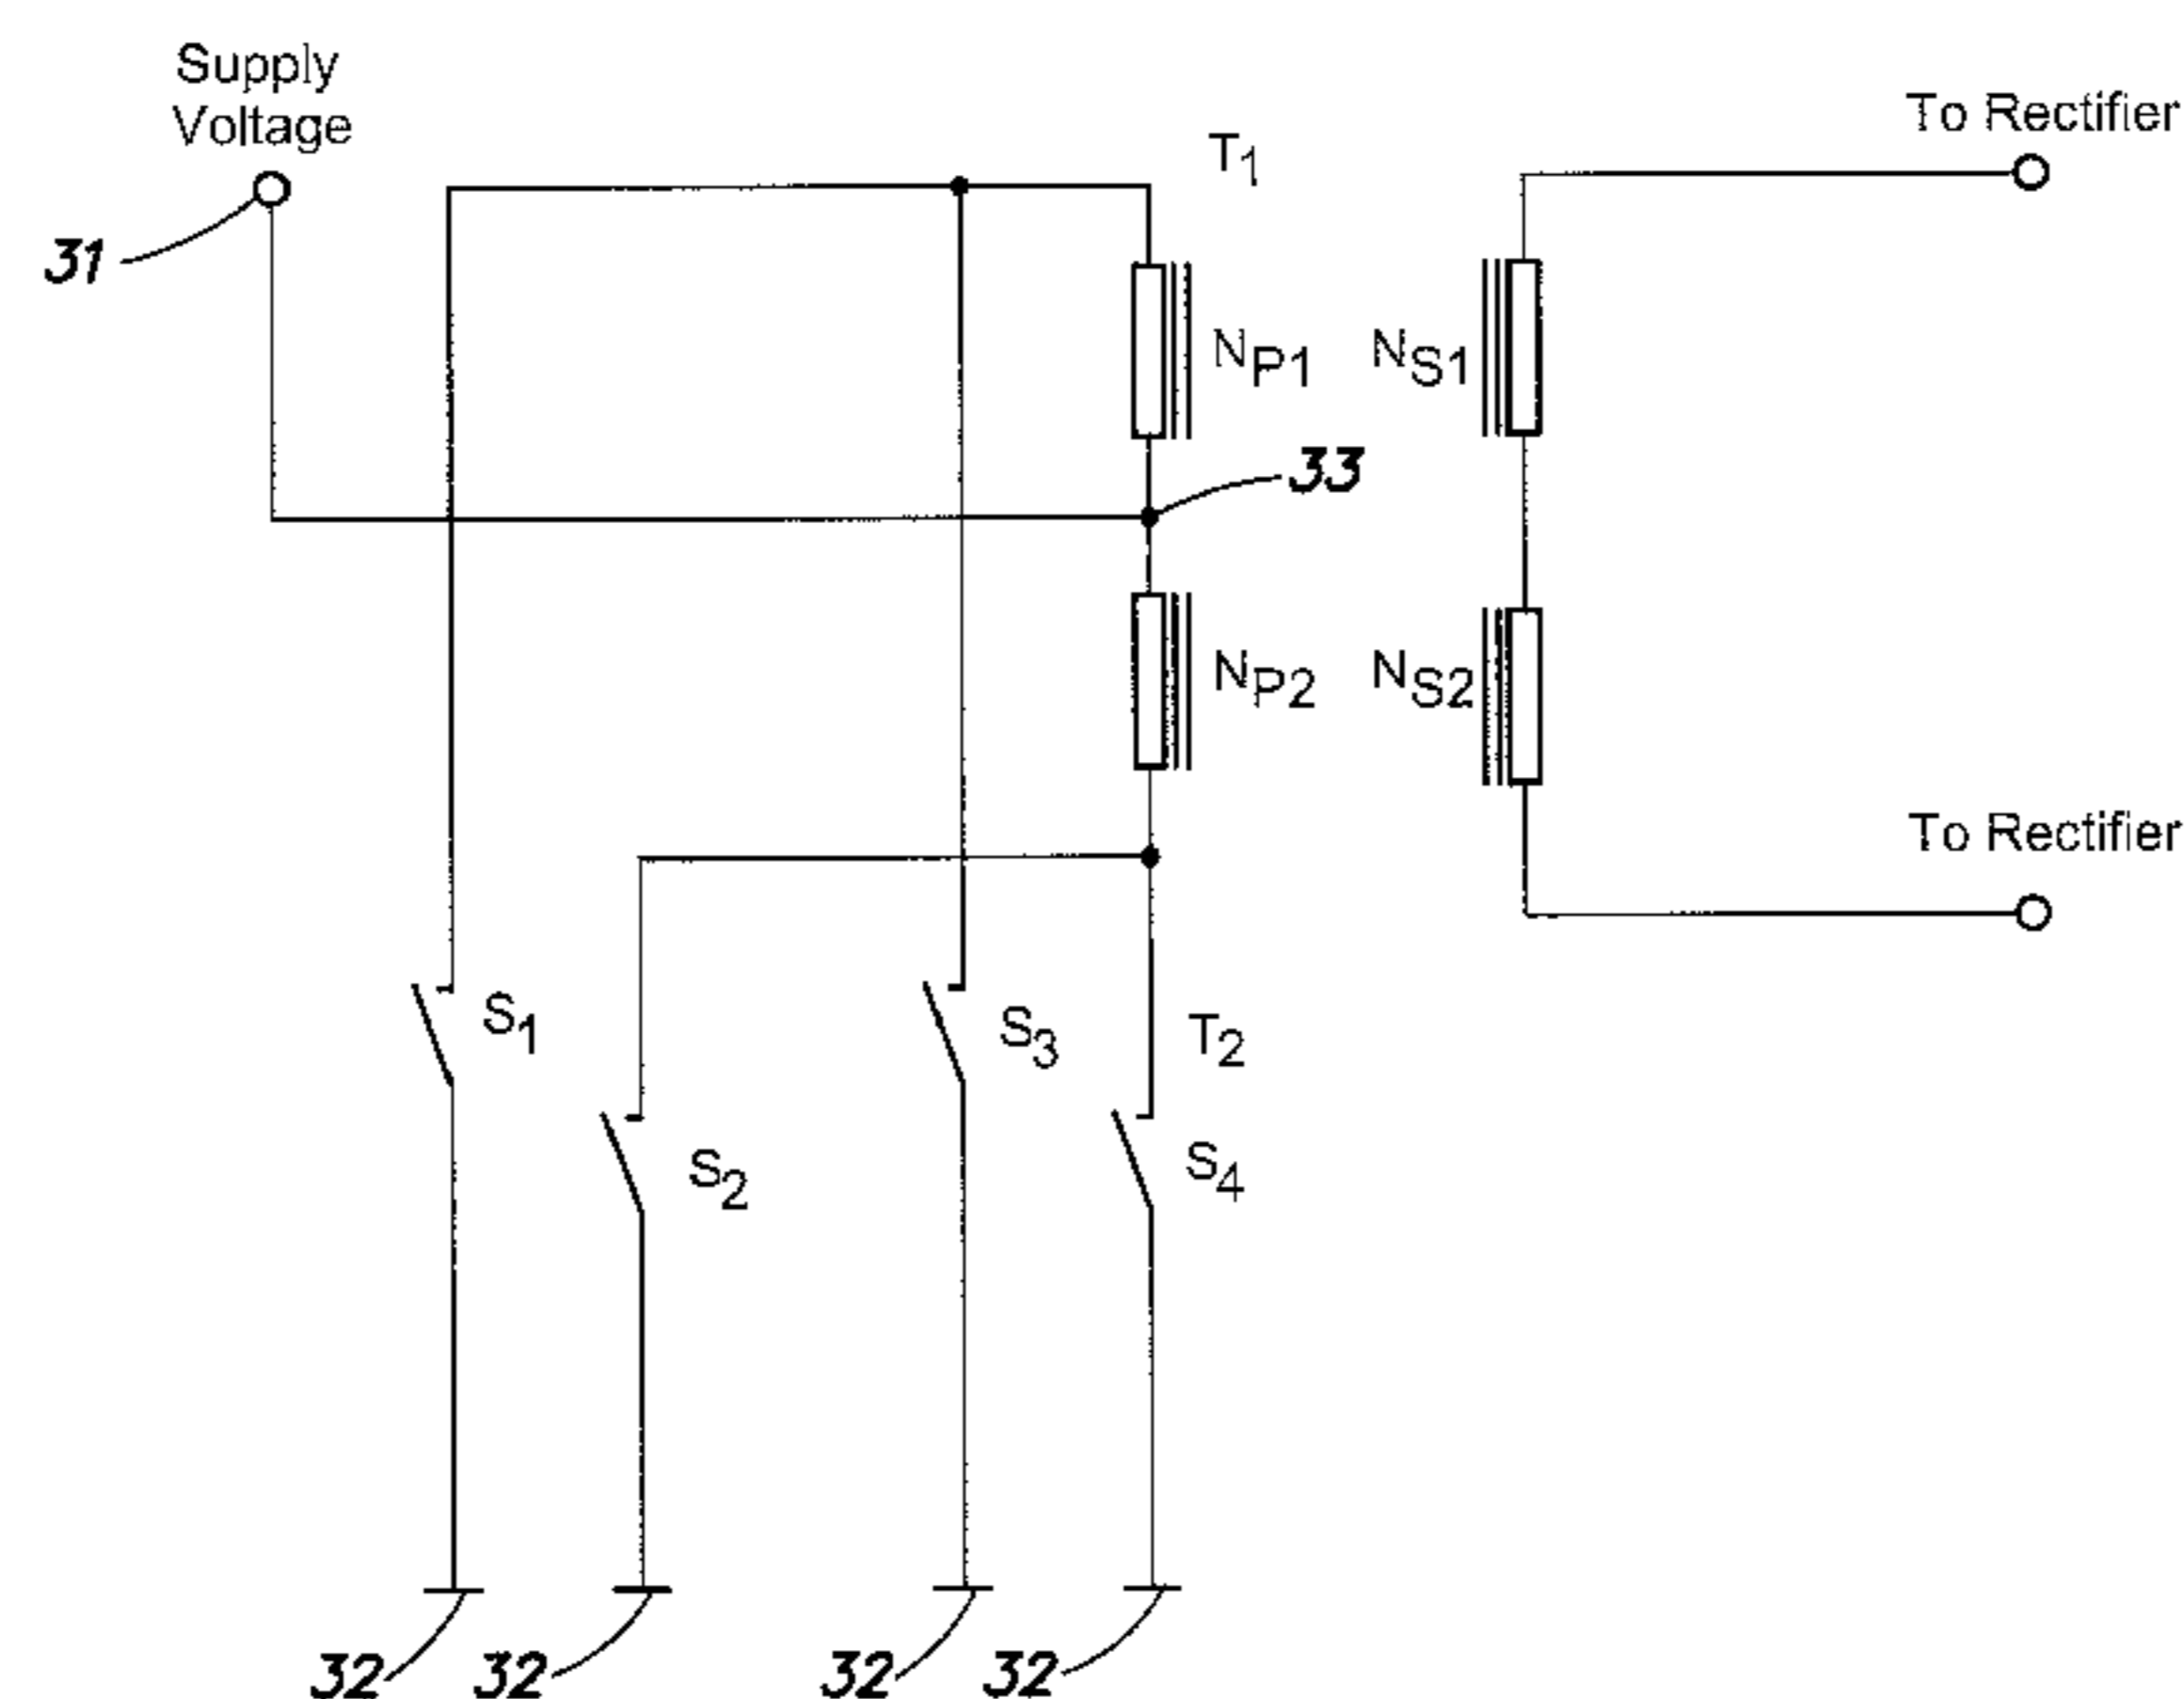 Supply
Voltage
To Rectifier
T1
31
NP1
NS1
33
NP2
NS2
To Rectifier
S1
S3
T2
S2
S4
32
32
32
32